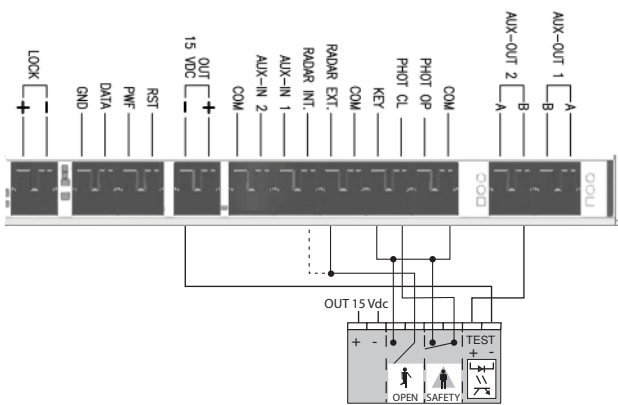 LOCK
+
-
GND
DATA
PWF
RST
15 VDC
OUT
-
+
COM
AUX-IN 2
AUX-IN 1
RADAR INT.
RADAR EXT.
COM
KEY
PHOT CL
PHOT OP
COM
AUX-OUT 2
A
B
AUX-OUT 1
B
A
OUT 15 Vdc
+ -
TEST
+ -
OPEN
SAFETY